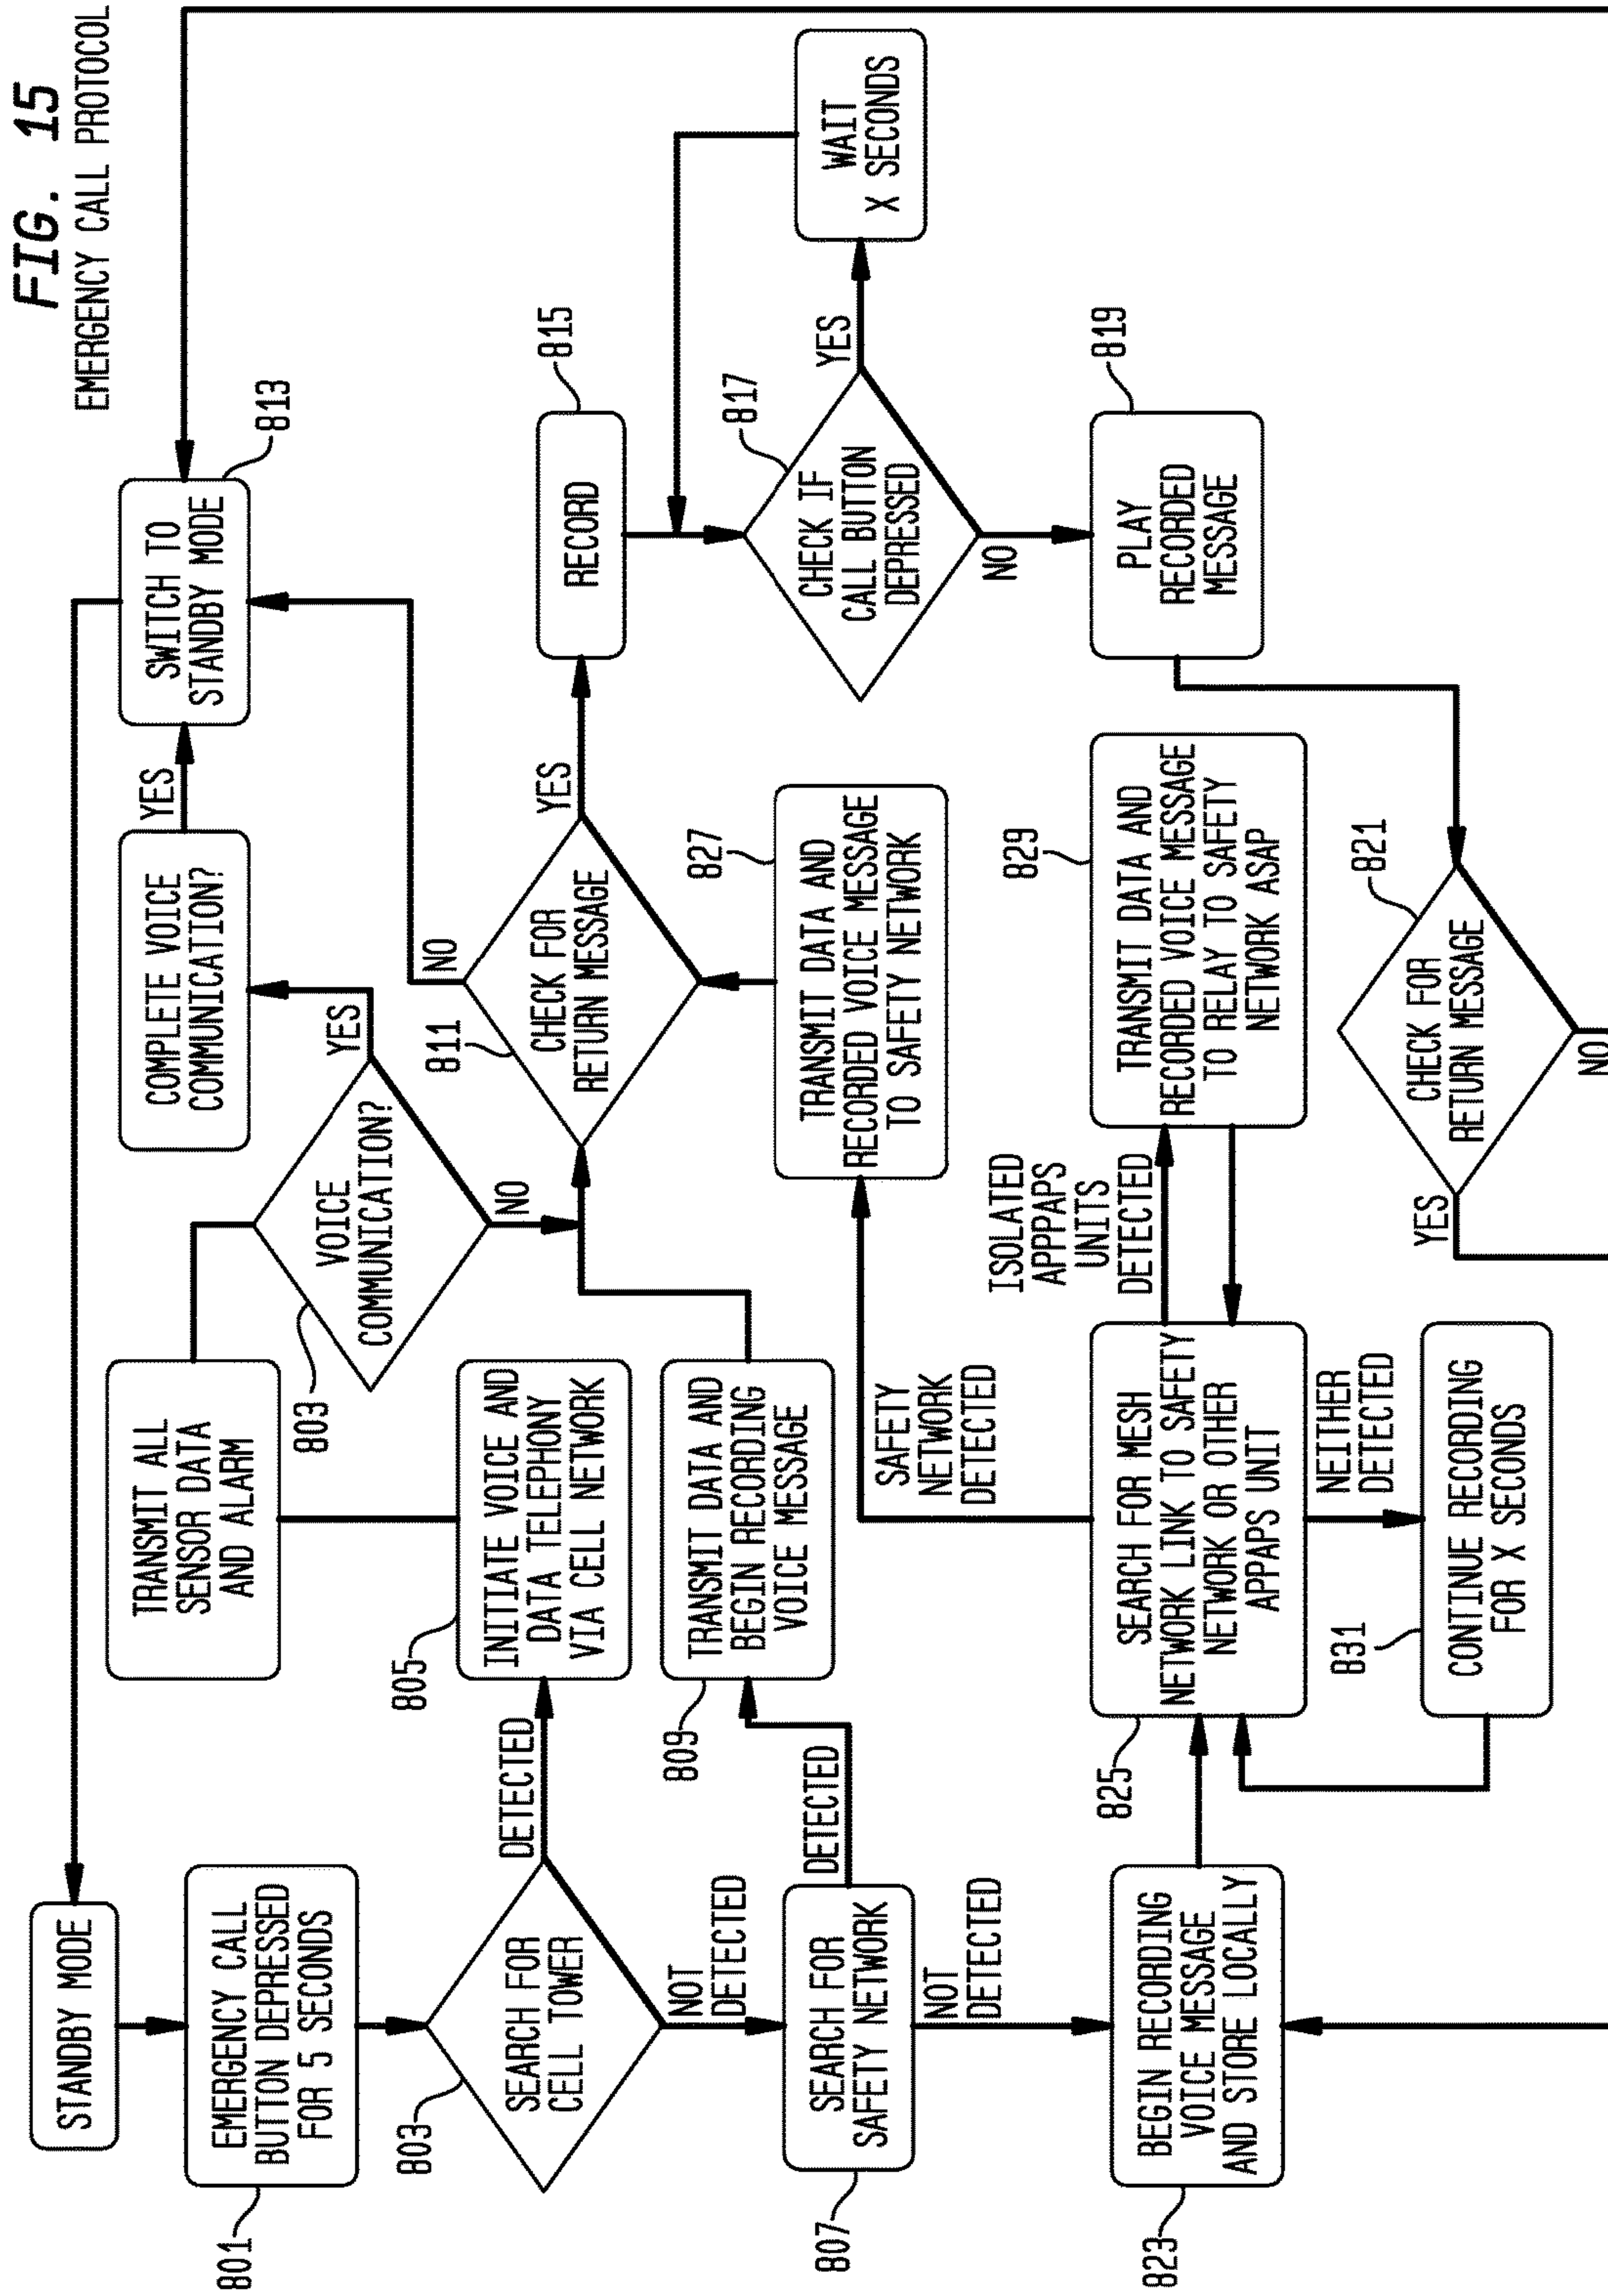 FIG. 15
EMERGENCY CALL PROTOCOL
STANDBY MODE
801
EMERGENCY CALL
BUTTON DEPRESSED
FOR 5 SECONDS
803
SEARCH FOR
CELL TOWER
DETECTED
NOT
DETECTED
805
INITIATE VOICE AND
DATA TELEPHONY
VIA CELL NETWORK
TRANSMIT ALL
SENSOR DATA
AND ALARM
803
VOICE
COMMUNICATION?
YES
NO
COMPLETE VOICE
COMMUNICATION?
YES
SWITCH TO
STANDBY MODE
813
807
SEARCH FOR
SAFETY NETWORK
DETECTED
NOT
DETECTED
809
TRANSMIT DATA AND
BEGIN RECORDING
VOICE MESSAGE
811
CHECK FOR
RETURN MESSAGE
NO
YES
RECORD
815
817
CHECK IF
CALL BUTTON
DEPRESSED
YES
NO
WAIT
X SECONDS
PLAY
RECORDED
MESSAGE
819
821
CHECK FOR
RETURN MESSAGE
YES
NO
823
BEGIN RECORDING
VOICE MESSAGE
AND STORE LOCALLY
825
SEARCH FOR MESH
NETWORK LINK TO SAFETY
NETWORK OR OTHER
APPAPS UNIT
SAFETY
NETWORK
DETECTED
827
TRANSMIT DATA AND
RECORDED VOICE MESSAGE
TO SAFETY NETWORK
ISOLATED
APPPAPS
UNITS
DETECTED
829
TRANSMIT DATA AND
RECORDED VOICE MESSAGE
TO RELAY TO SAFETY
NETWORK ASAP
NEITHER
DETECTED
831
CONTINUE RECORDING
FOR X SECONDS